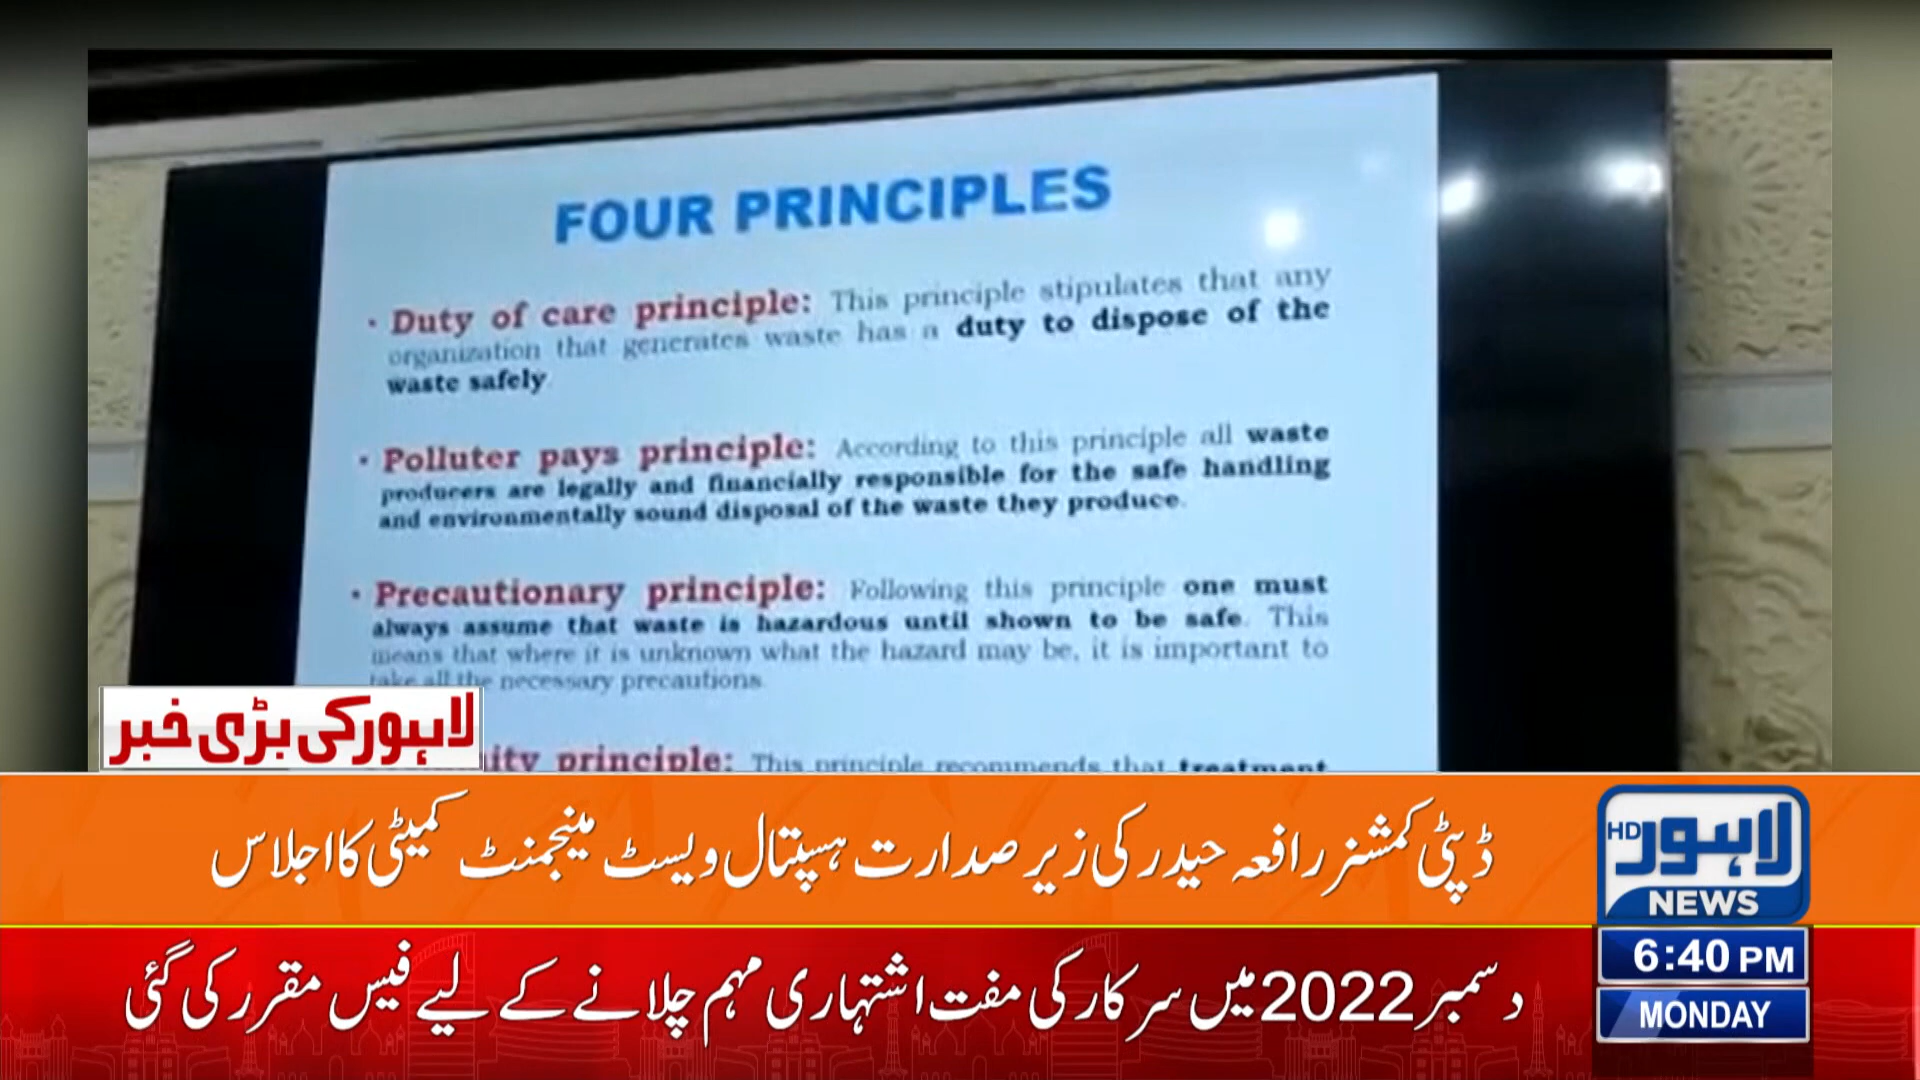 FOUR PRINCIPLES
• Duty of care principle: This principle stipulates that any
organization that generates waste has a duty to dispose of the
waste safely.
• Polluter pays principle: According to this principle all waste
producers are legally and financially responsible for the safe handling
and environmentally sound disposal of the waste they produce.
• Precautionary principle: Following this principle one must
always assume that waste is hazardous until shown to be safe. This
means that where it is unknown what the hazard may be, it is important to
take all the necessary precautions.
principle: This principle recommends that treatment
لاہور کی بڑی خبر
ڈپٹی کمشنر رافعہ حیدر کی زیر صدارت ہسپتال ویسٹ مینجمنٹ کمیٹی کا اجلاس
لاہور HD
NEWS
دسمبر 2022 میں سرکار کی مفت اشتہاری مہم چلانے کے لیے فیس مقرر کی گئی
6:40 PM
MONDAY